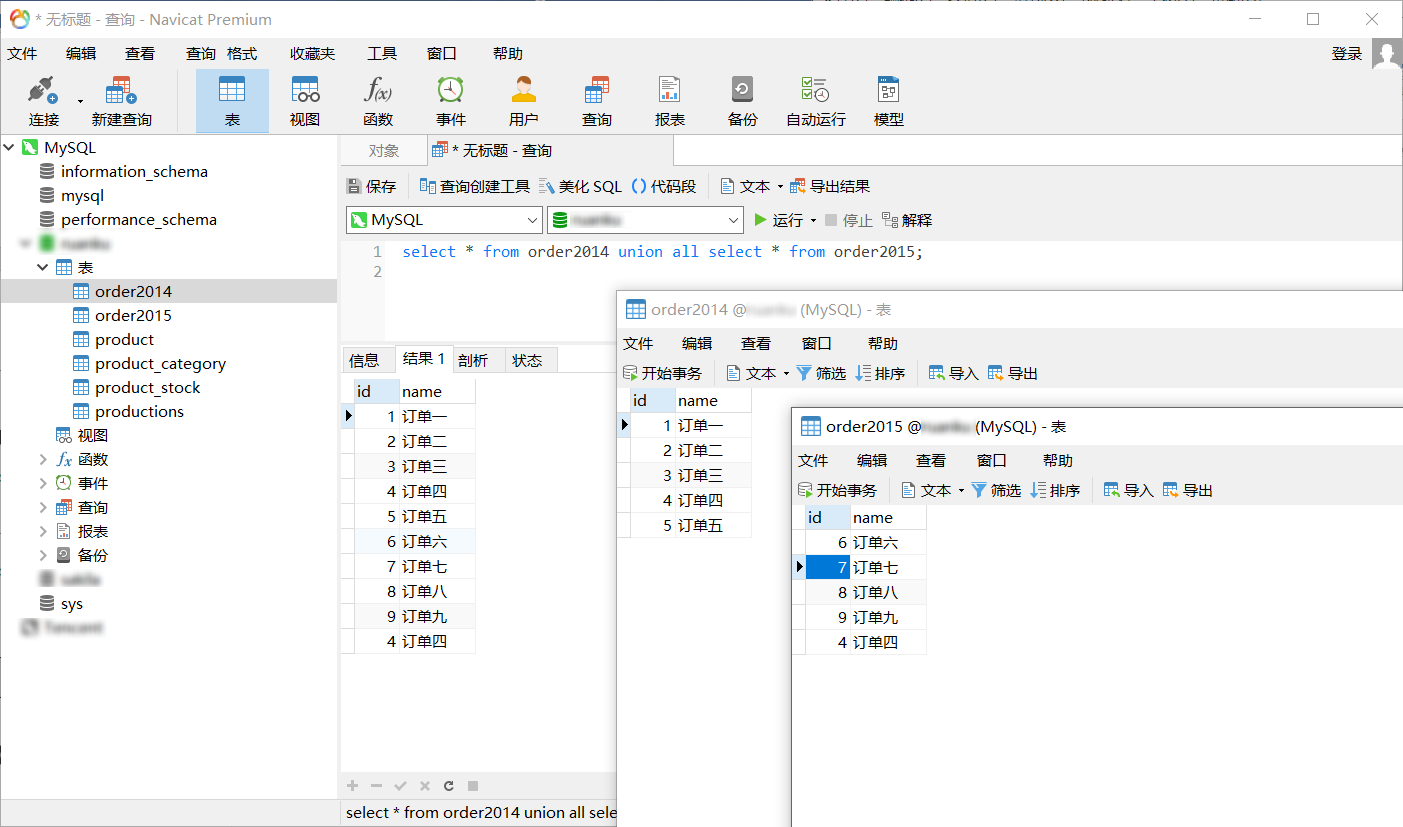 * 无标题 - 查询 - Navicat Premium
文件 编辑 查看 查询 格式 收藏夹 工具 窗口 帮助 登录
连接 新建查询 表 视图 函数 事件 用户 查询 报表 备份 自动运行 模型
MySQL
information_schema
mysql
performance_schema
表
order2014
order2015
product
product_category
product_stock
productions
视图
函数
事件
查询
报表
备份
sys
对象 * 无标题 - 查询
保存 查询创建工具 美化 SQL 代码段 文本 导出结果
MySQL 运行 停止 解释
1 select * from order2014 union all select * from order2015;
2
信息 结果 1 剖析 状态
id name
1 订单一
2 订单二
3 订单三
4 订单四
5 订单五
6 订单六
7 订单七
8 订单八
9 订单九
4 订单四
select * from order2014 union all sele
order2014 @ (MySQL) - 表
文件 编辑 查看 窗口 帮助
开始事务 文本 筛选 排序 导入 导出
id name
1 订单一
2 订单二
3 订单三
4 订单四
5 订单五
order2015 @ (MySQL) - 表
文件 编辑 查看 窗口 帮助
开始事务 文本 筛选 排序 导入 导出
id name
6 订单六
7 订单七
8 订单八
9 订单九
4 订单四